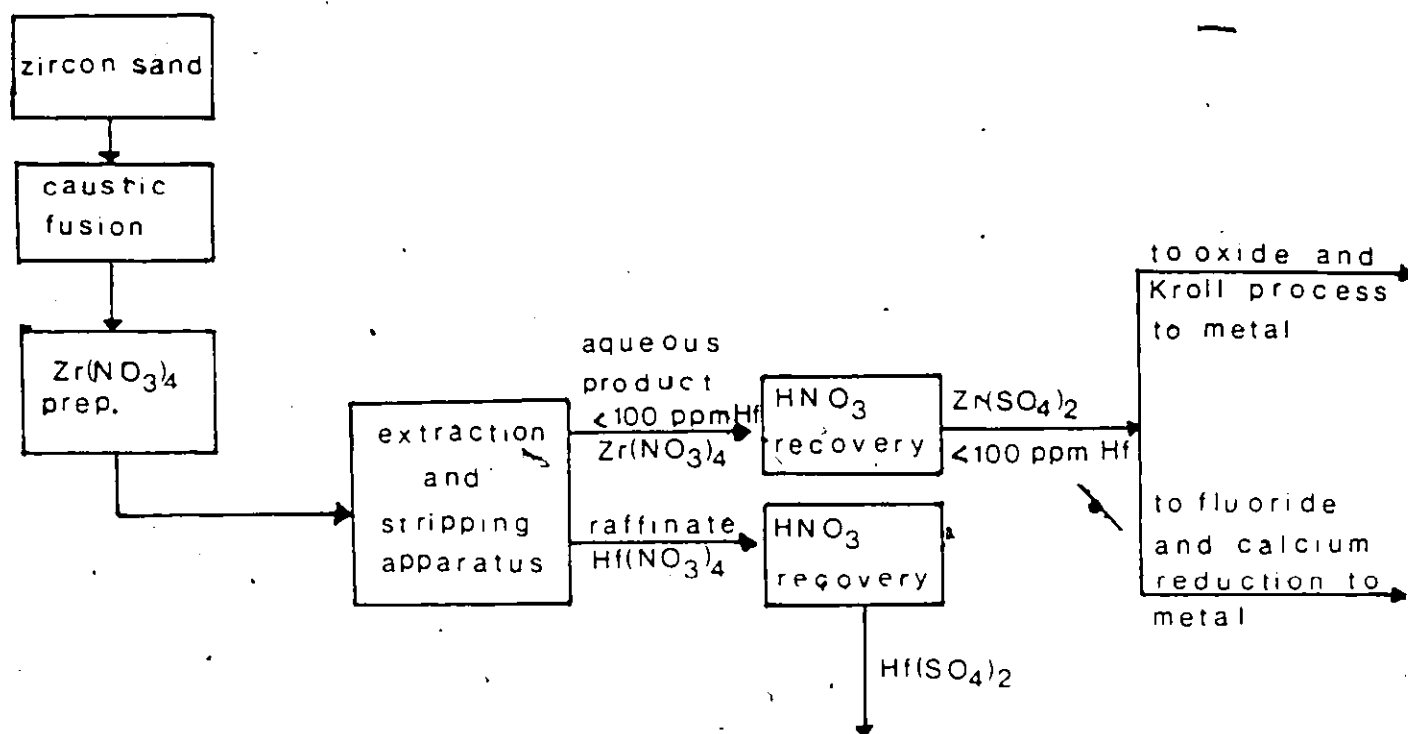 zircon sand
caustic
fusion
Zr(NO₃)₄
prep.
extraction
and
stripping
apparatus
aqueous
product
<100 ppm Hf
Zr(NO₃)₄
raffinate
Hf(NO₃)₄
HNO₃
recovery
HNO₃
recovery
Zr(SO₄)₂
<100 ppm Hf
Hf(SO₄)₂
to oxide and
Kroll process
to metal
to fluoride
and calcium
reduction to
metal